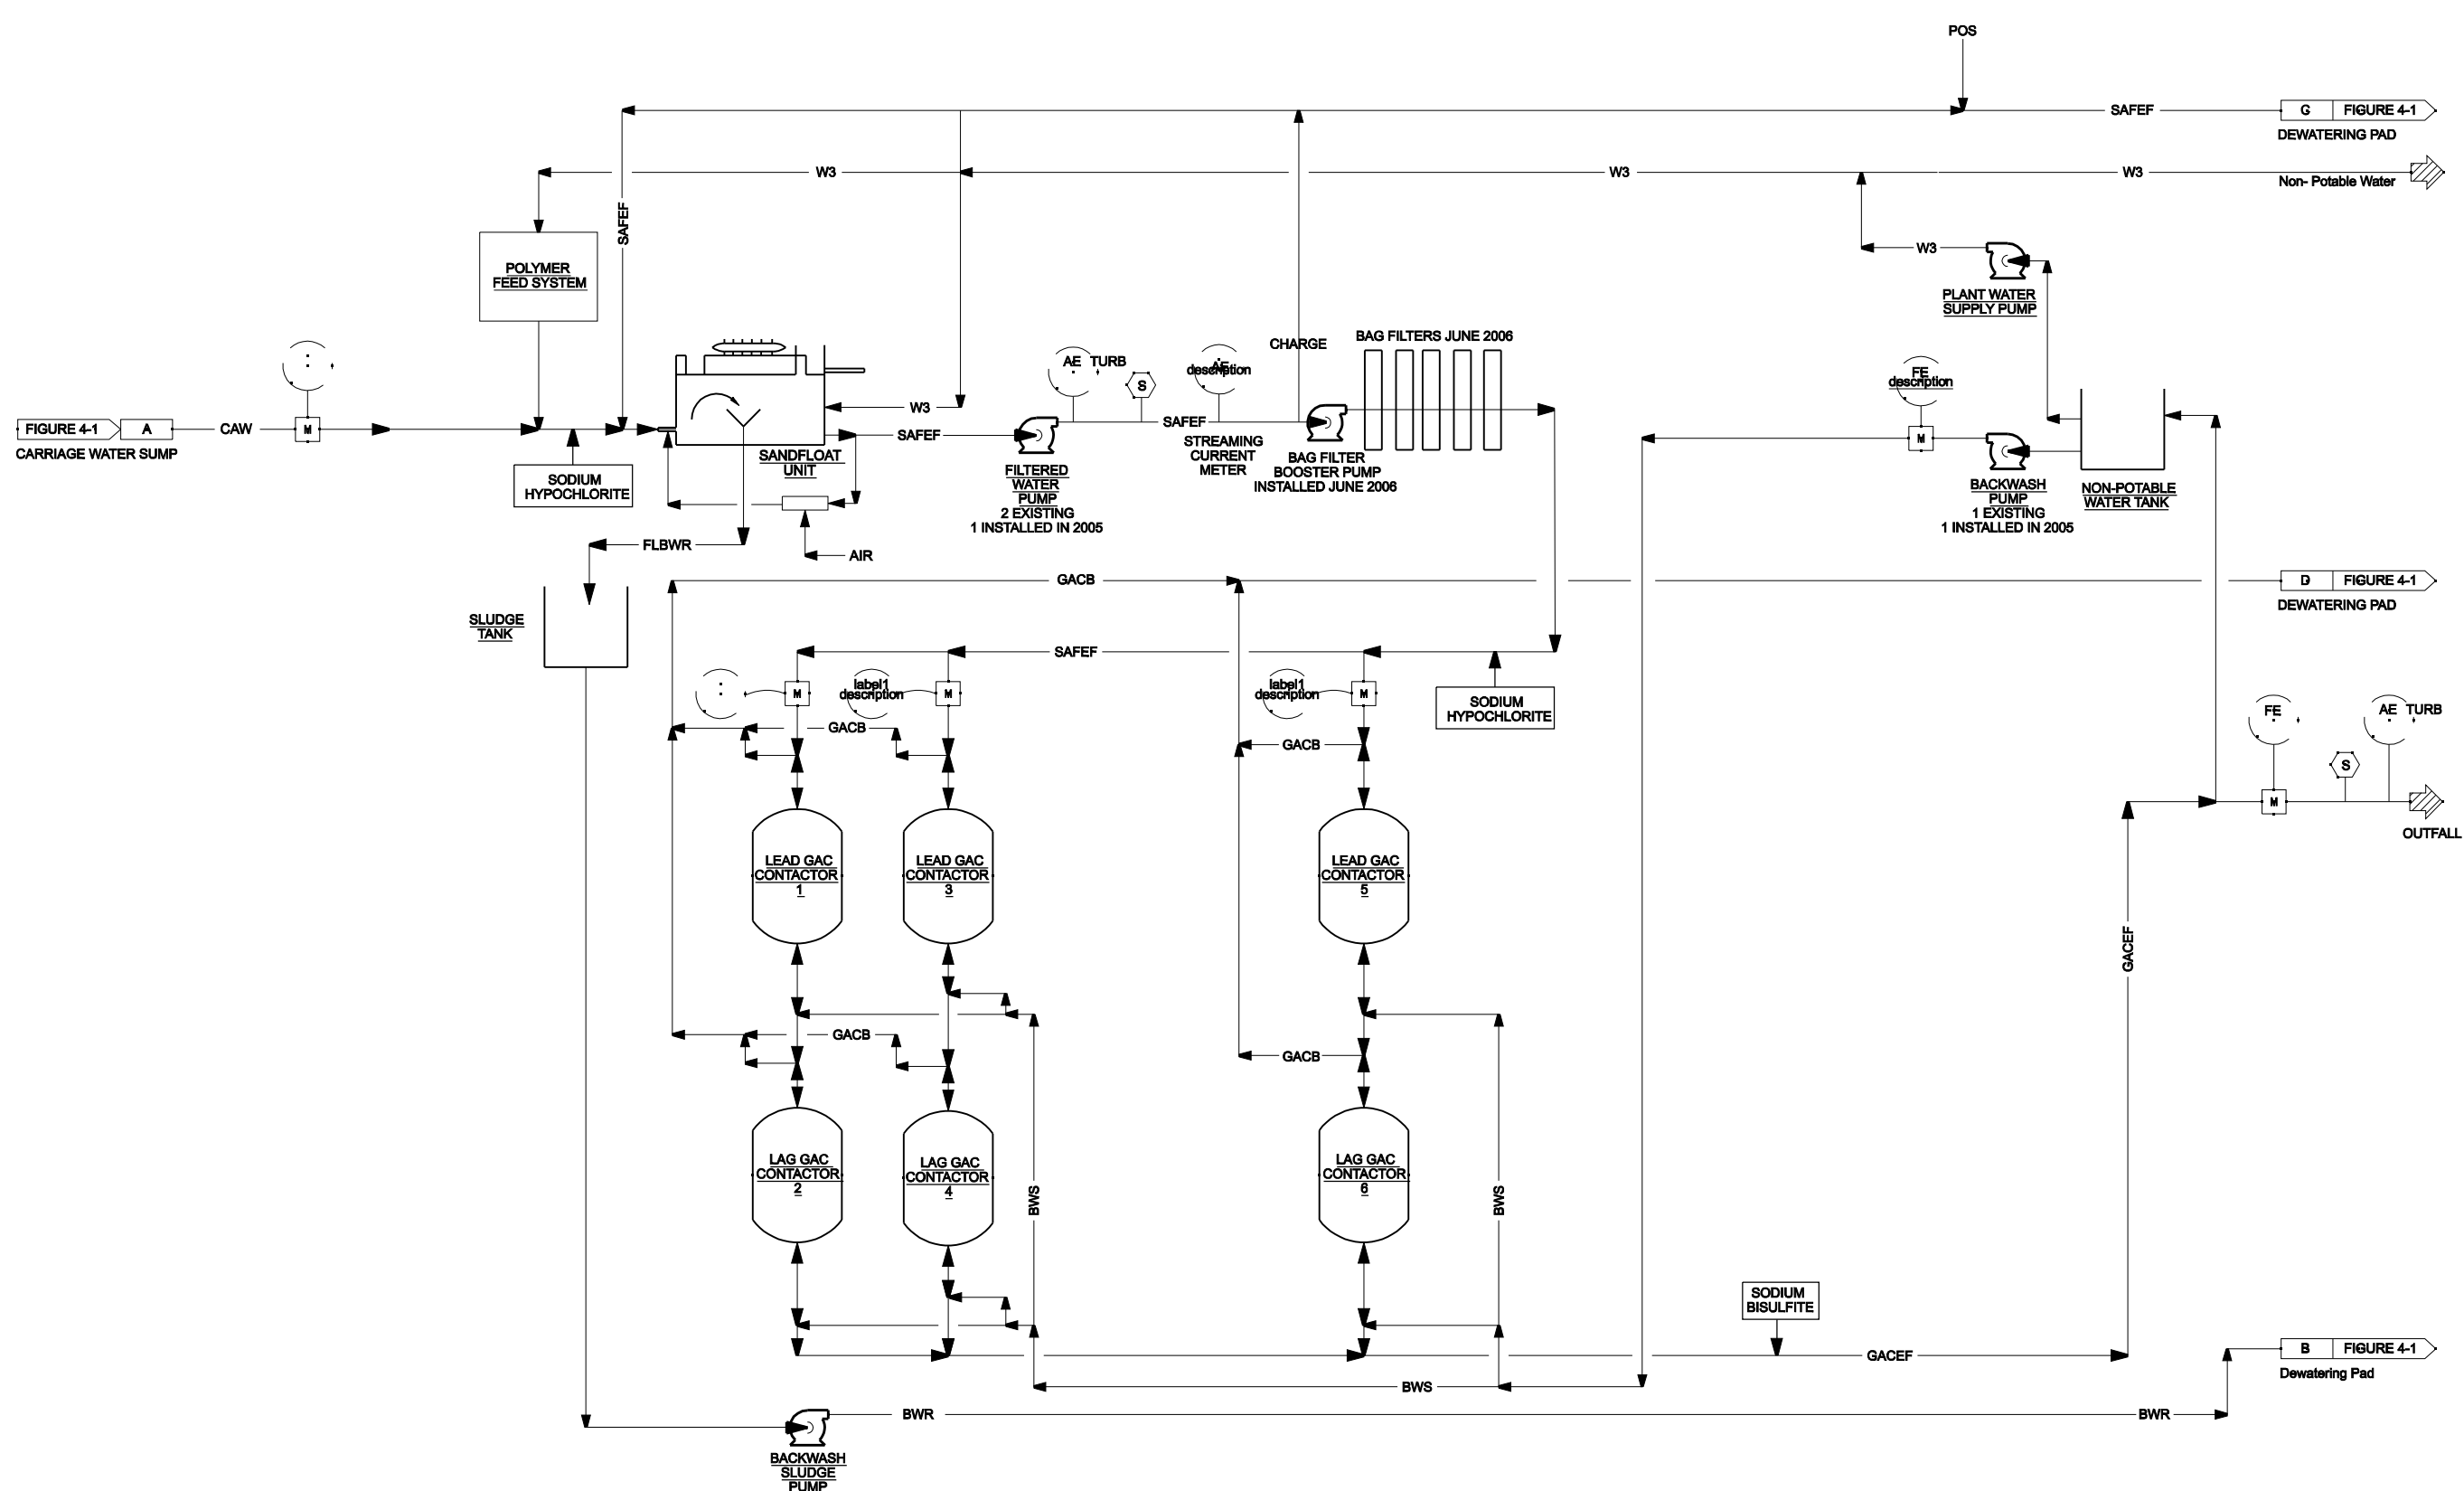 POS
SAFEF
G
FIGURE 4-1
DEWATERING PAD
W3
W3
W3
Non- Potable Water
SAFEF
POLYMER
FEED SYSTEM
W3
PLANT WATER
SUPPLY PUMP
BAG FILTERS JUNE 2006
CHARGE
AE TURB
S
AE
description
FE
description
FIGURE 4-1
A
CAW
M
CARRIAGE WATER SUMP
W3
SAFEF
SAFEF
M
SODIUM
HYPOCHLORITE
SANDFLOAT
UNIT
FILTERED
WATER
PUMP
2 EXISTING
1 INSTALLED IN 2005
STREAMING
CURRENT
METER
BAG FILTER
BOOSTER PUMP
INSTALLED JUNE 2006
BACKWASH
PUMP
1 EXISTING
1 INSTALLED IN 2005
NON-POTABLE
WATER TANK
FLBWR
AIR
GACB
D
FIGURE 4-1
DEWATERING PAD
SLUDGE
TANK
SAFEF
M
label1
description
M
label1
description
M
SODIUM
HYPOCHLORITE
GACB
GACB
FE
AE TURB
S
M
OUTFALL
LEAD GAC
CONTACTOR
1
LEAD GAC
CONTACTOR
3
LEAD GAC
CONTACTOR
5
GACEF
GACB
GACB
LAG GAC
CONTACTOR
2
LAG GAC
CONTACTOR
4
LAG GAC
CONTACTOR
6
BWS
BWS
SODIUM
BISULFITE
GACEF
B
FIGURE 4-1
Dewatering Pad
BWS
BWR
BWR
BACKWASH
SLUDGE
PUMP